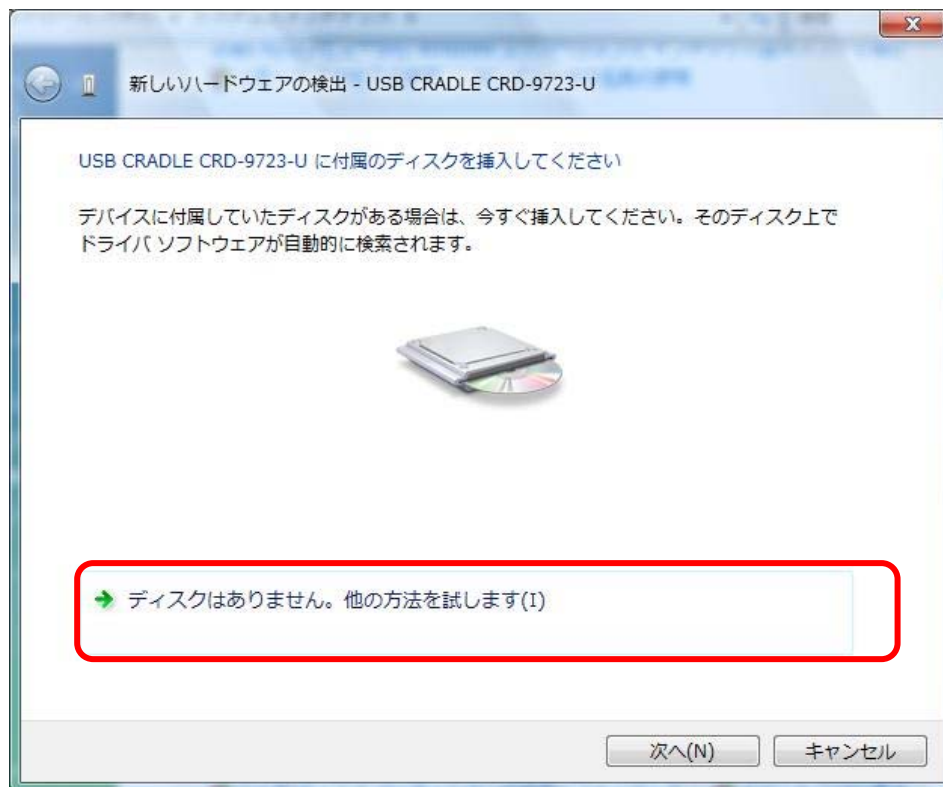 新しいハードウェアの検出 - USB CRADLE CRD-9723-U
USB CRADLE CRD-9723-U に付属のディスクを挿入してください
デバイスに付属していたディスクがある場合は、今すぐ挿入してください。そのディスク上で
ドライバ ソフトウェアが自動的に検索されます。
ディスクはありません。他の方法を試します(I)
次へ(N)
キャンセル